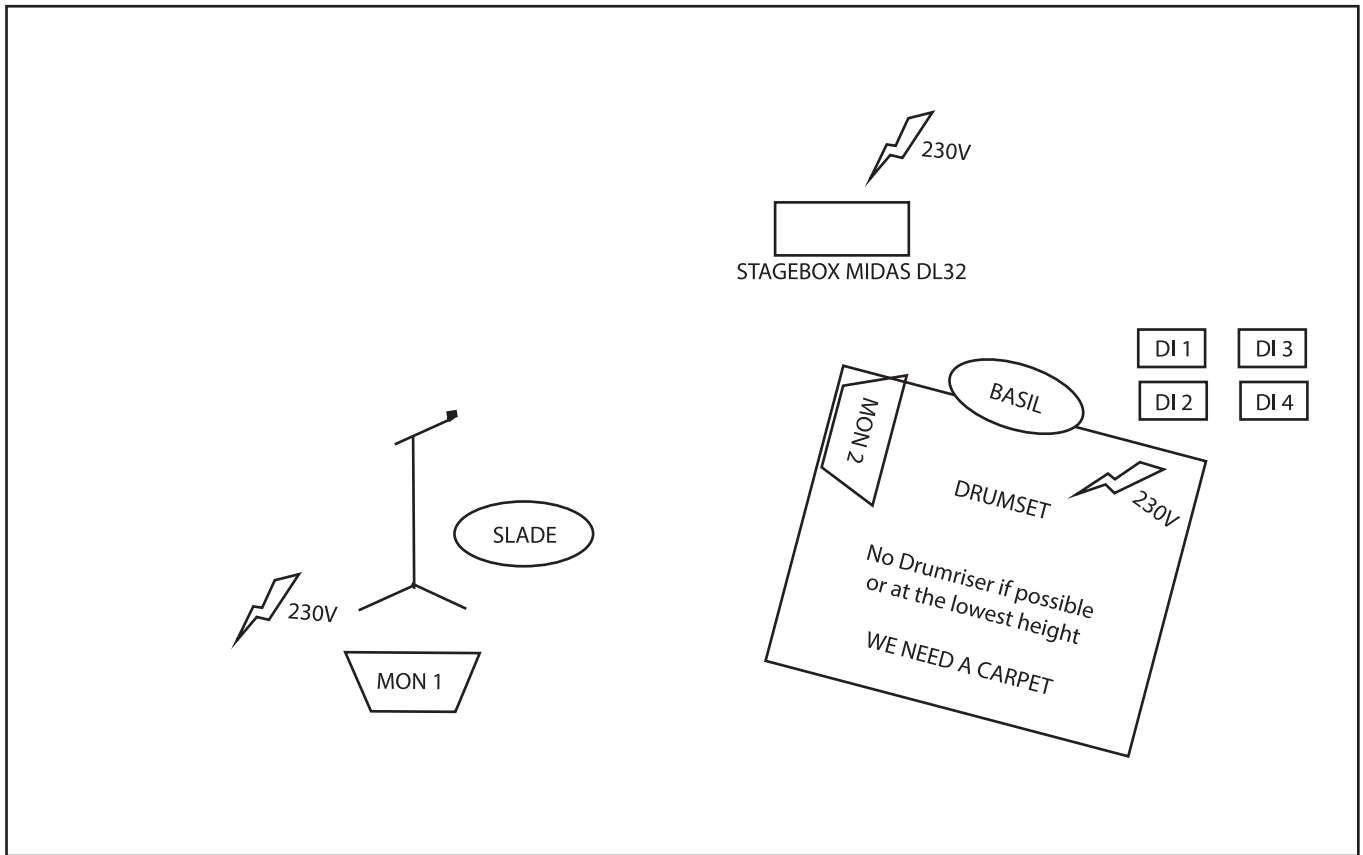 230V
STAGEBOX MIDAS DL32
DI 1
DI 3
DI 2
DI 4
BASIL
MON 2
DRUMSET
230V
SLADE
No Drumriser if possible
or at the lowest height
230V
WE NEED A CARPET
MON 1